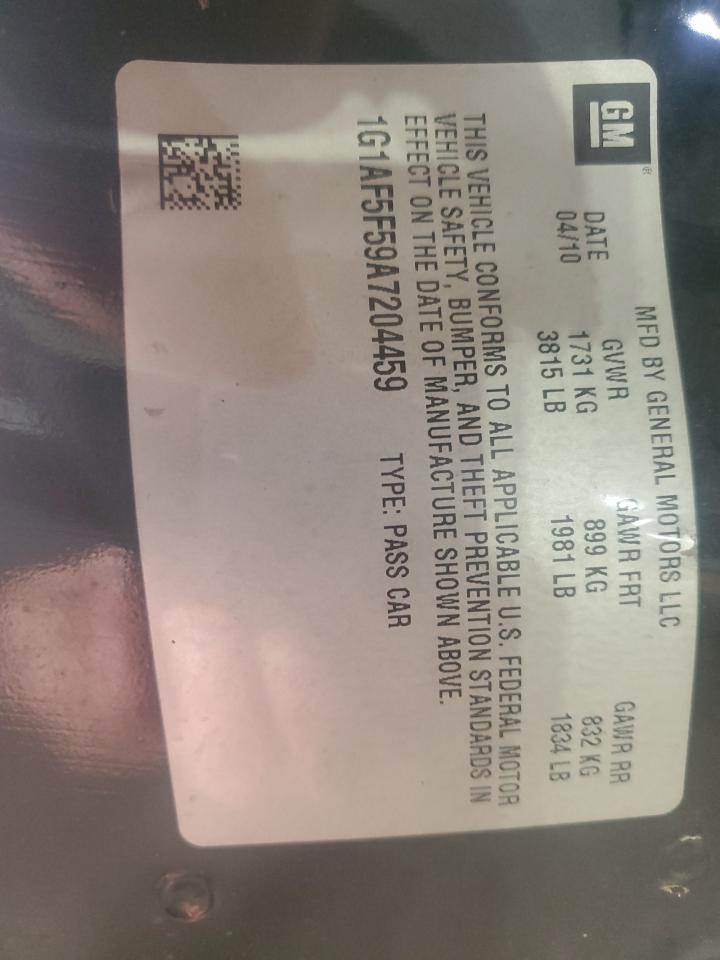 GM
MFD BY GENERAL MOTORS LLC
DATE GVWR GAWR FRT GAWR RR
04/10 1731 KG 899 KG 832 KG
3815 LB 1981 LB 1834 LB
THIS VEHICLE CONFORMS TO ALL APPLICABLE U.S. FEDERAL MOTOR
VEHICLE SAFETY, BUMPER, AND THEFT PREVENTION STANDARDS IN
EFFECT ON THE DATE OF MANUFACTURE SHOWN ABOVE.
1G1AF5F59A7204459 TYPE: PASS CAR